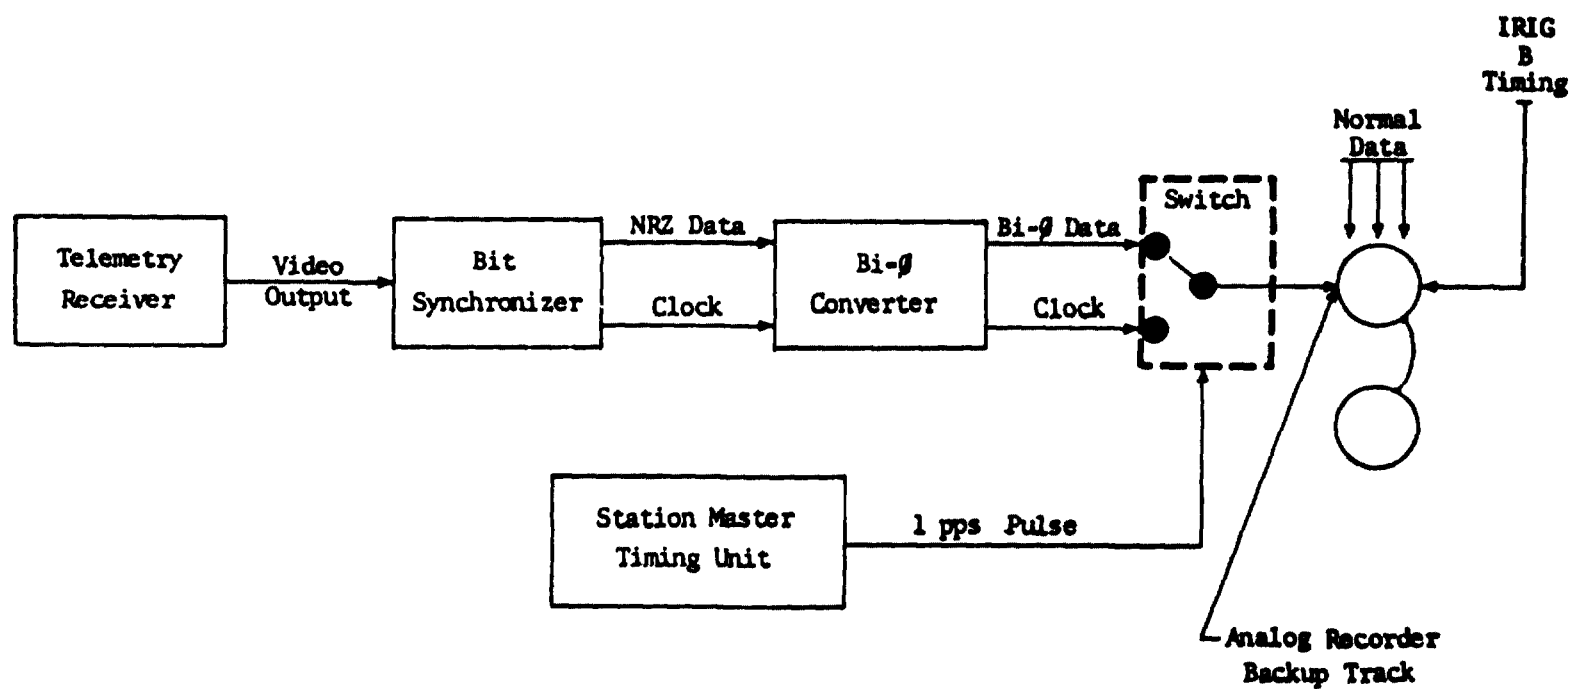 IRIG
B
Timing
Normal
Data
Switch
Telemetry
Receiver
Video
Output
Bit
Synchronizer
NRZ Data
Clock
Bi-Ø
Converter
Bi-Ø Data
Clock
Station Master
Timing Unit
1 pps Pulse
Analog Recorder
Backup Track